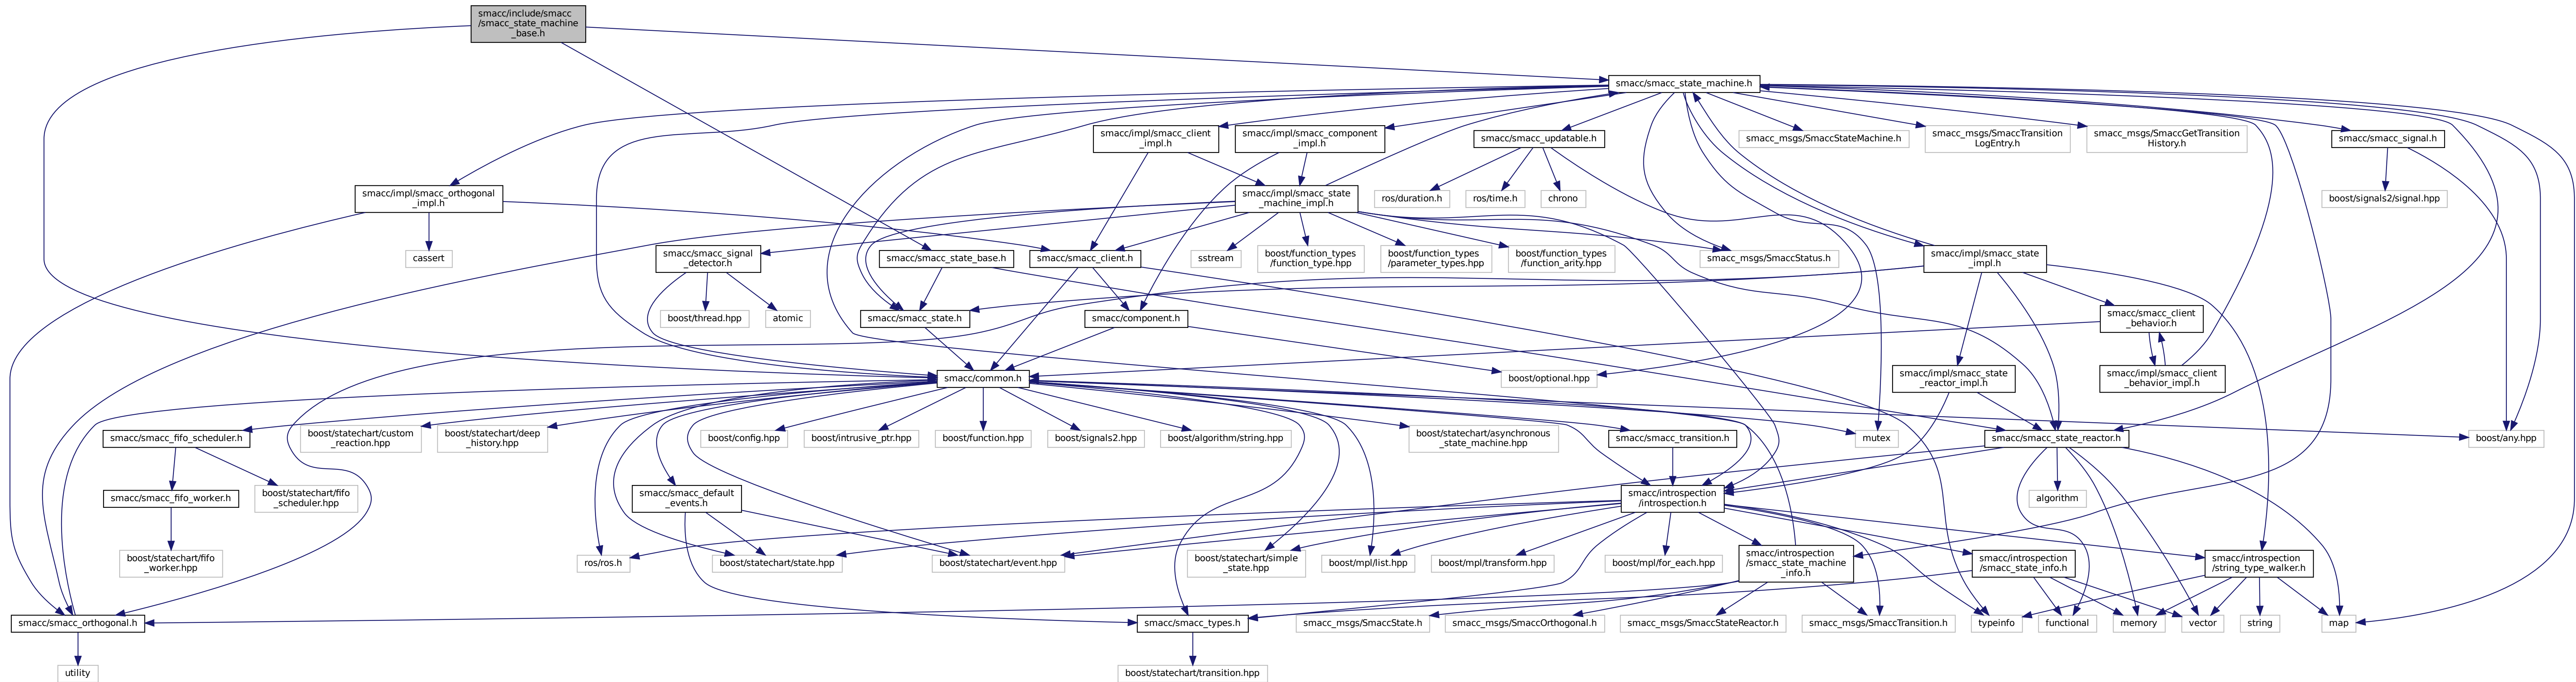 smacc/include/smacc
/smacc_state_machine
_base.h
smacc/smacc_state_machine.h
smacc/impl/smacc_client
_impl.h
smacc/impl/smacc_component
_impl.h
smacc/smacc_updatable.h
smacc_msgs/SmaccStateMachine.h
smacc_msgs/SmaccTransition
LogEntry.h
smacc_msgs/SmaccGetTransition
History.h
smacc/smacc_signal.h
smacc/impl/smacc_orthogonal
_impl.h
smacc/impl/smacc_state
_machine_impl.h
ros/duration.h
ros/time.h
chrono
boost/signals2/signal.hpp
cassert
smacc/smacc_signal
_detector.h
smacc/smacc_state_base.h
smacc/smacc_client.h
sstream
boost/function_types
/function_type.hpp
boost/function_types
/parameter_types.hpp
boost/function_types
/function_arity.hpp
smacc_msgs/SmaccStatus.h
smacc/impl/smacc_state
_impl.h
boost/thread.hpp
atomic
smacc/smacc_state.h
smacc/component.h
smacc/smacc_client
_behavior.h
smacc/common.h
boost/optional.hpp
smacc/impl/smacc_state
_reactor_impl.h
smacc/impl/smacc_client
_behavior_impl.h
smacc/smacc_fifo_scheduler.h
boost/statechart/custom
_reaction.hpp
boost/statechart/deep
_history.hpp
boost/config.hpp
boost/intrusive_ptr.hpp
boost/function.hpp
boost/signals2.hpp
boost/algorithm/string.hpp
boost/statechart/asynchronous
_state_machine.hpp
smacc/smacc_transition.h
mutex
smacc/smacc_state_reactor.h
boost/any.hpp
smacc/smacc_fifo_worker.h
boost/statechart/fifo
_scheduler.hpp
smacc/smacc_default
_events.h
smacc/introspection
/introspection.h
algorithm
boost/statechart/fifo
_worker.hpp
ros/ros.h
boost/statechart/state.hpp
boost/statechart/event.hpp
boost/statechart/simple
_state.hpp
boost/mpl/list.hpp
boost/mpl/transform.hpp
boost/mpl/for_each.hpp
smacc/introspection
/smacc_state_machine
_info.h
smacc/introspection
/smacc_state_info.h
smacc/introspection
/string_type_walker.h
smacc/smacc_orthogonal.h
smacc/smacc_types.h
smacc_msgs/SmaccState.h
smacc_msgs/SmaccOrthogonal.h
smacc_msgs/SmaccStateReactor.h
smacc_msgs/SmaccTransition.h
typeinfo
functional
memory
vector
string
map
utility
boost/statechart/transition.hpp